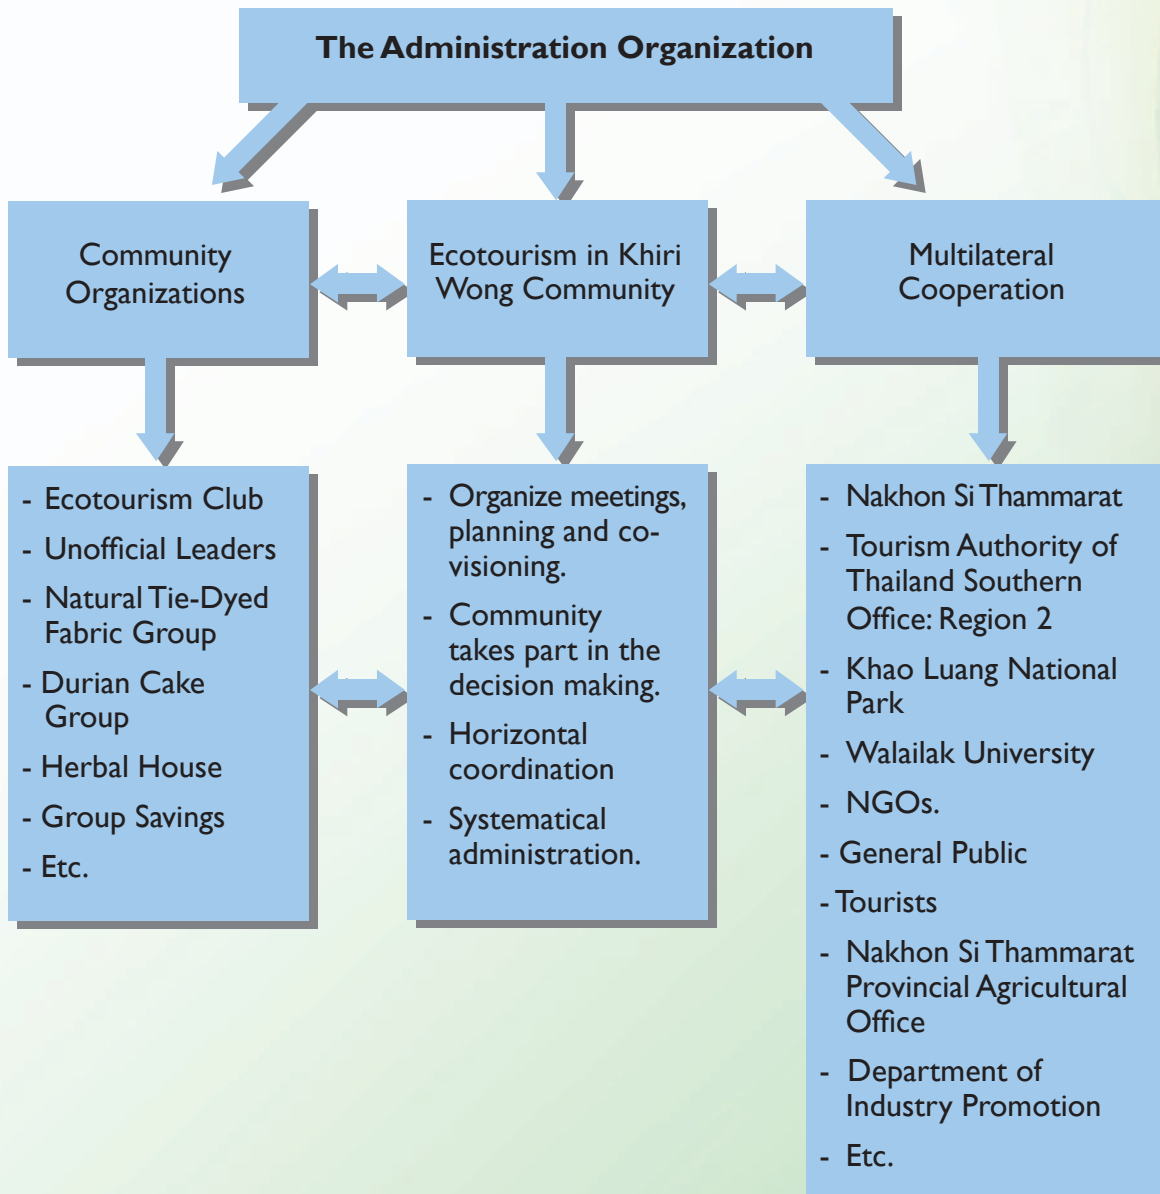 The Administration Organization
Community
Organizations
Ecotourism in Khiri
Wong Community
Multilateral
Cooperation
- Ecotourism Club
- Unofficial Leaders
- Natural Tie-Dyed
Fabric Group
- Durian Cake
Group
- Herbal House
- Group Savings
- Etc.
- Organize meetings,
planning and co-
visioning.
- Community
takes part in the
decision making.
- Horizontal
coordination
- Systematical
administration.
- Nakhon Si Thammarat
- Tourism Authority of
Thailand Southern
Office: Region 2
- Khao Luang National
Park
- Walailak University
- NGOs.
- General Public
- Tourists
- Nakhon Si Thammarat
Provincial Agricultural
Office
- Department of
Industry Promotion
- Etc.